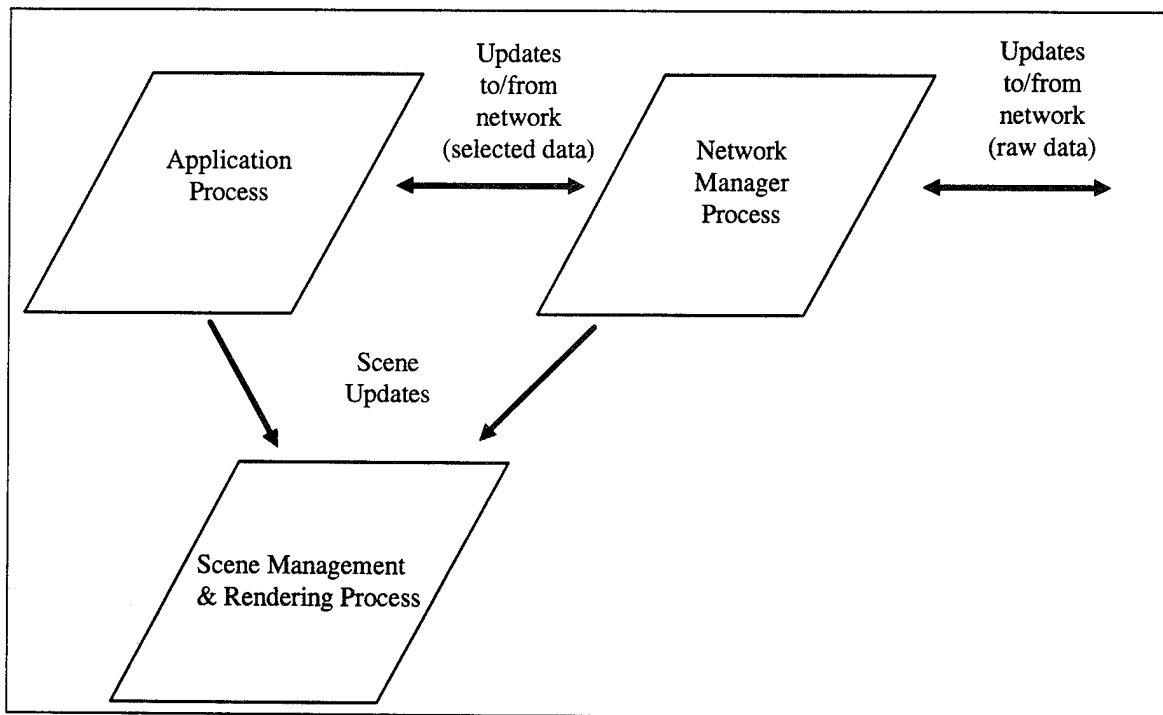 Updates
to/from
network
(selected data)
Updates
to/from
network
(raw data)
Application
Process
Network
Manager
Process
Scene
Updates
Scene Management
& Rendering Process